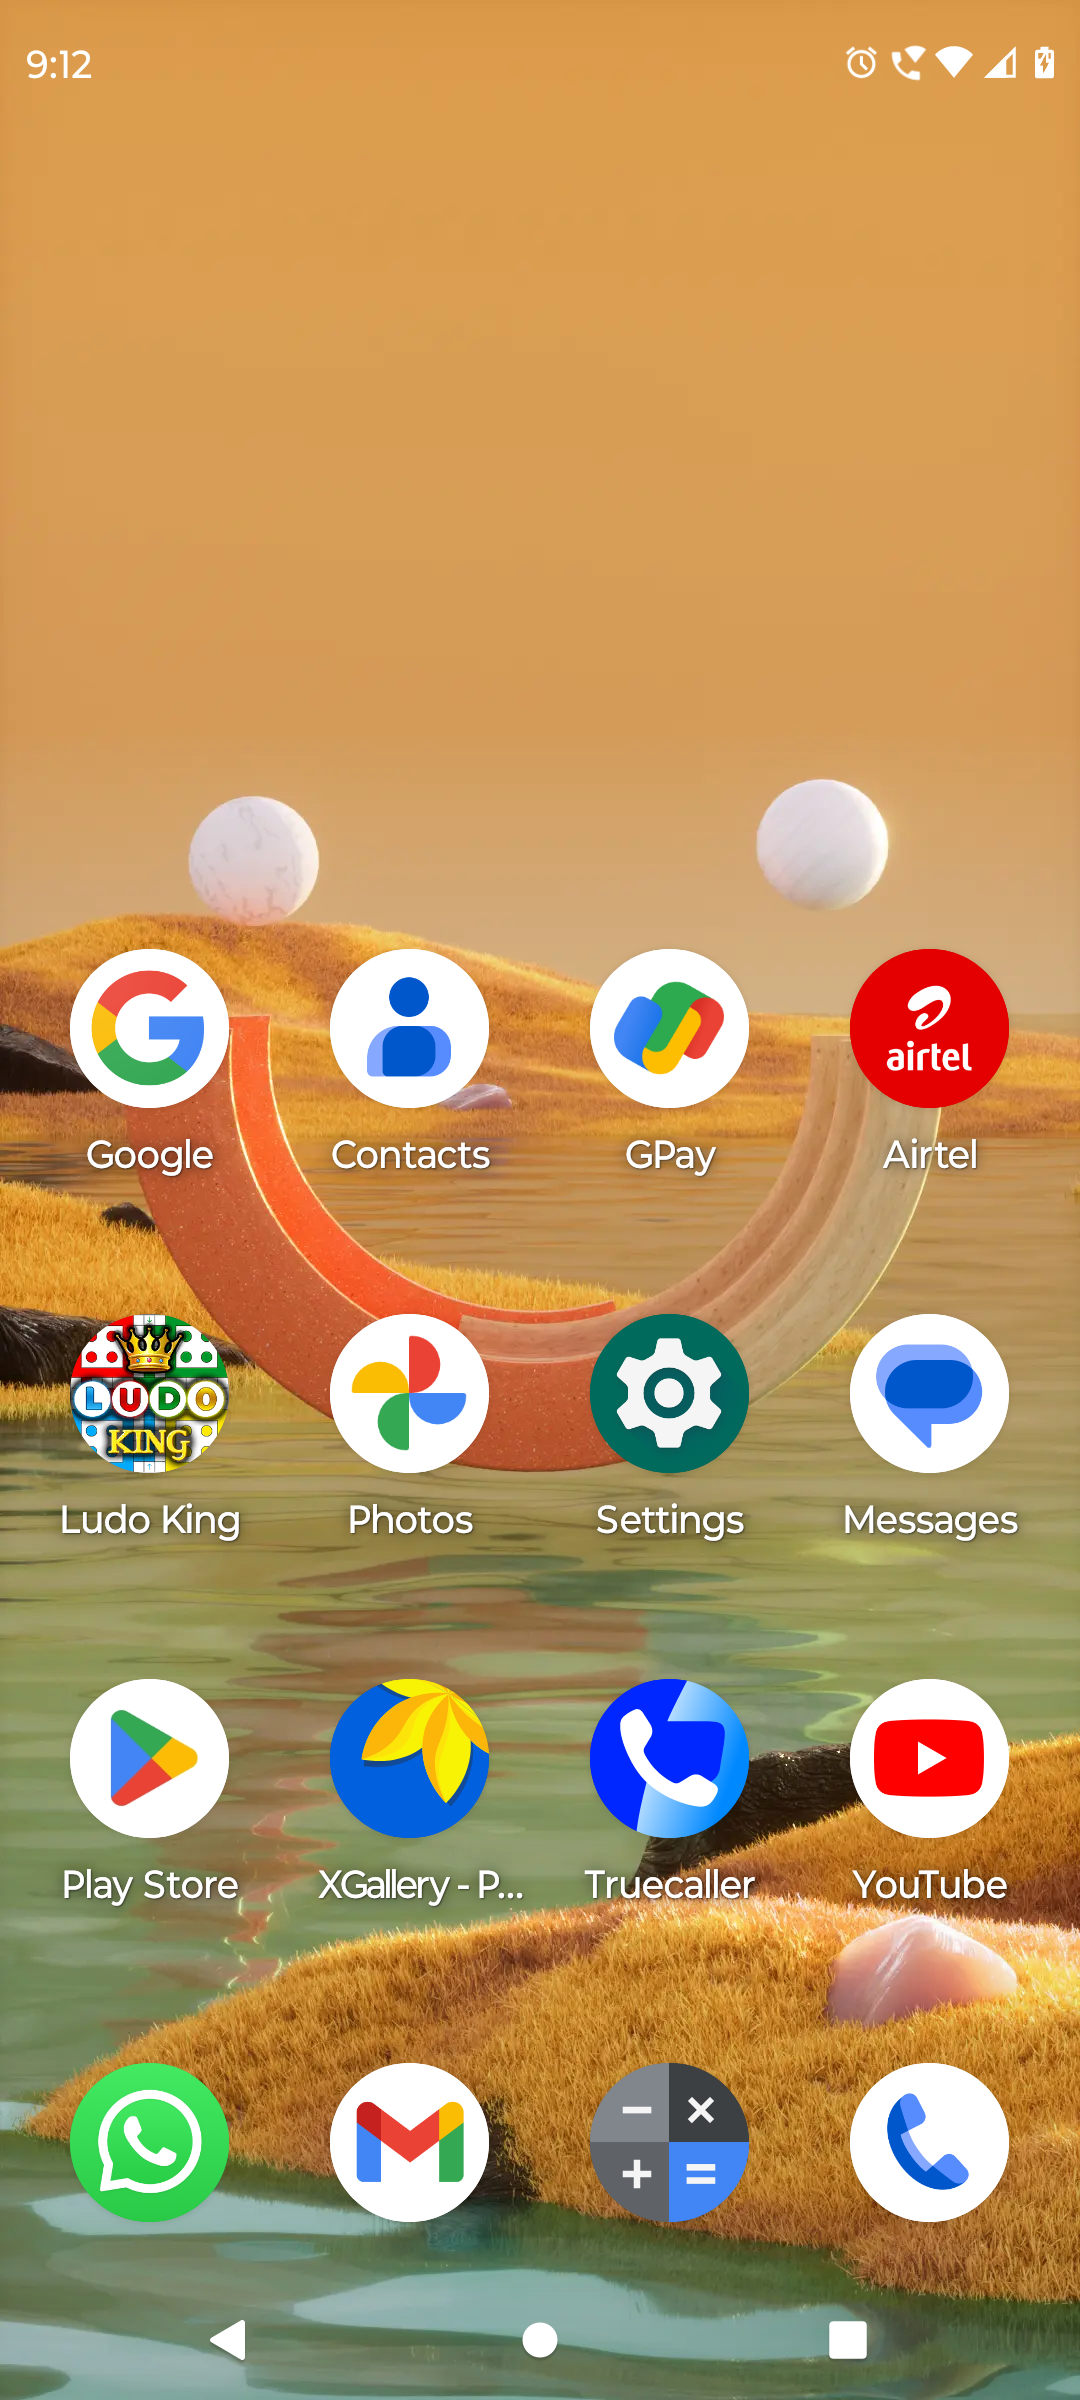 9:12
airtel
Google Contacts GPay Airtel
LUDO
KING
Ludo King Photos Settings Messages
Play Store XGallery - P... Truecaller YouTube